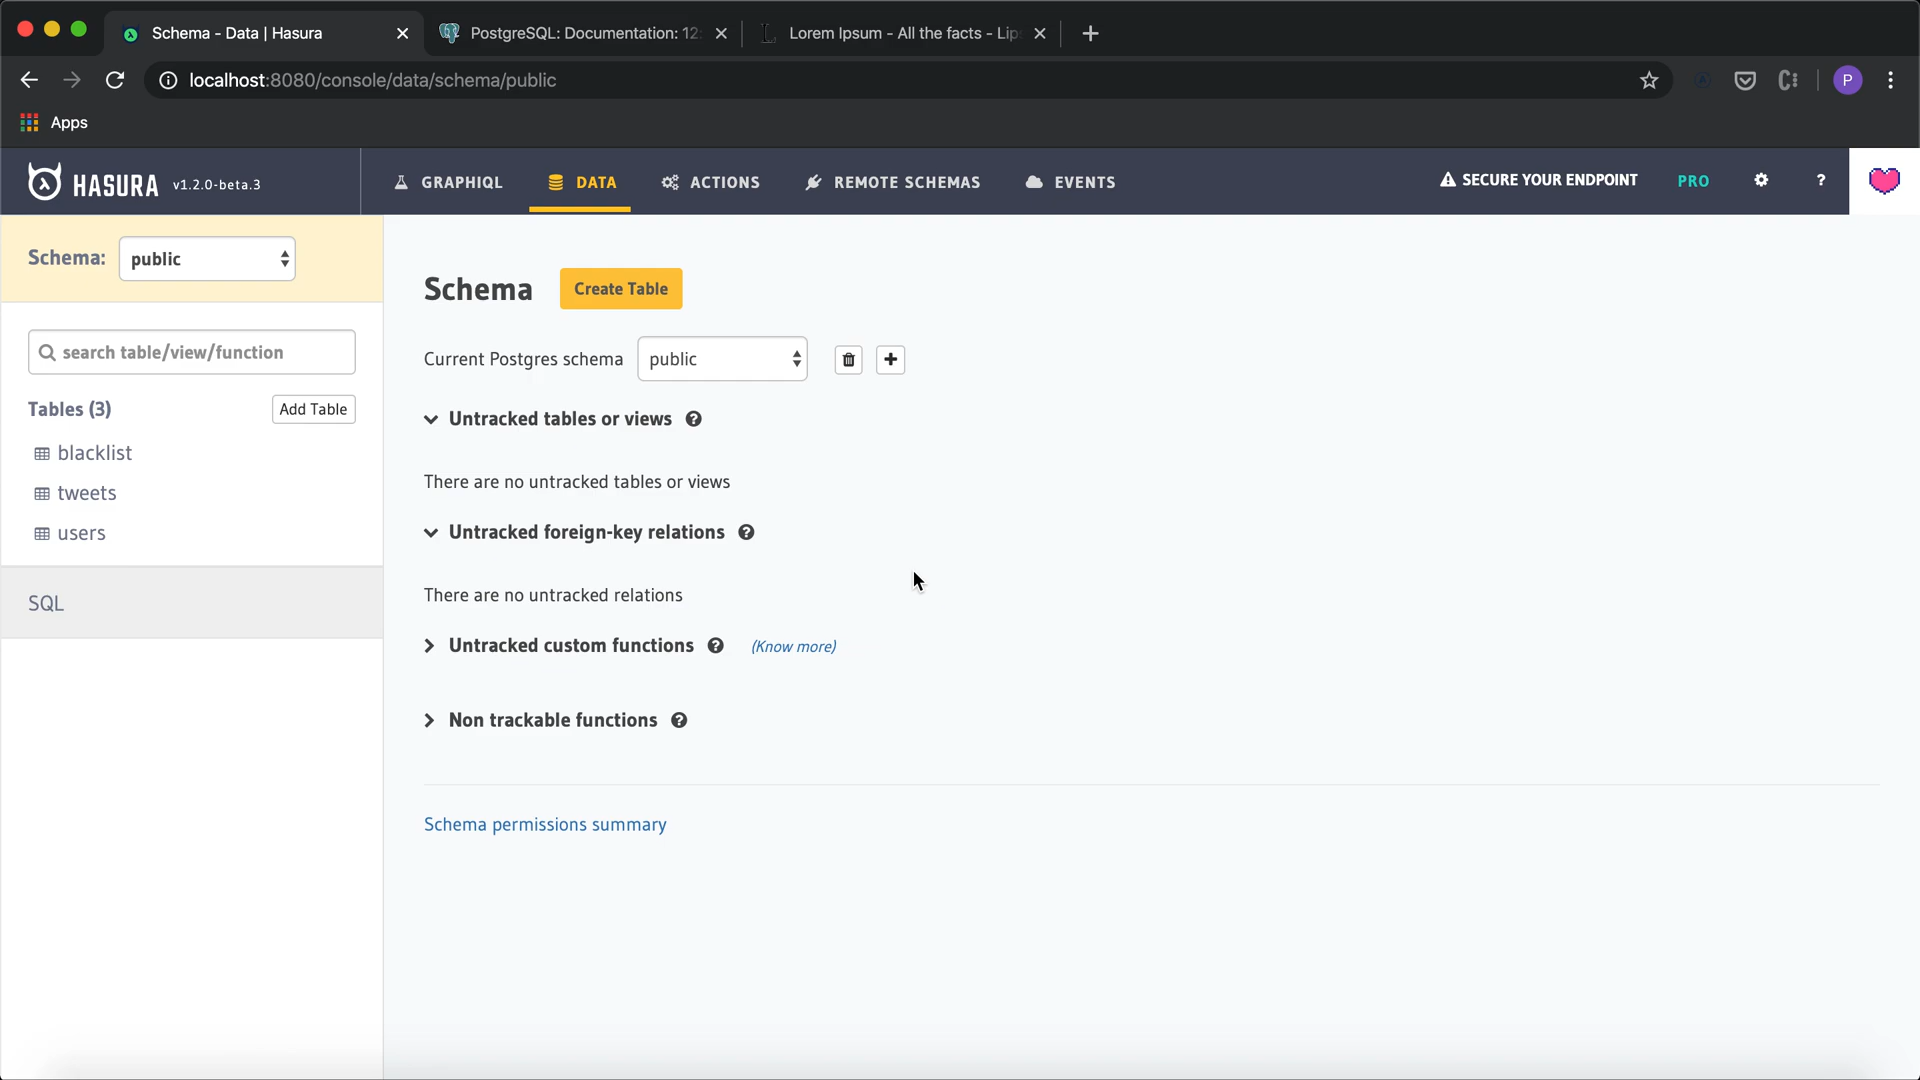 Schema - Data | Hasura
PostgreSQL: Documentation: 12
Lorem Ipsum - All the facts - Lip
localhost:8080/console/data/schema/public
P
Apps
HASURA v1.2.0-beta.3
GRAPHIQL
DATA
ACTIONS
REMOTE SCHEMAS
EVENTS
SECURE YOUR ENDPOINT
PRO
?
Schema: public
search table/view/function
Tables (3)
Add Table
blacklist
tweets
users
SQL
Schema
Create Table
Current Postgres schema public
Untracked tables or views ?
There are no untracked tables or views
Untracked foreign-key relations ?
There are no untracked relations
Untracked custom functions ? (Know more)
Non trackable functions ?
Schema permissions summary